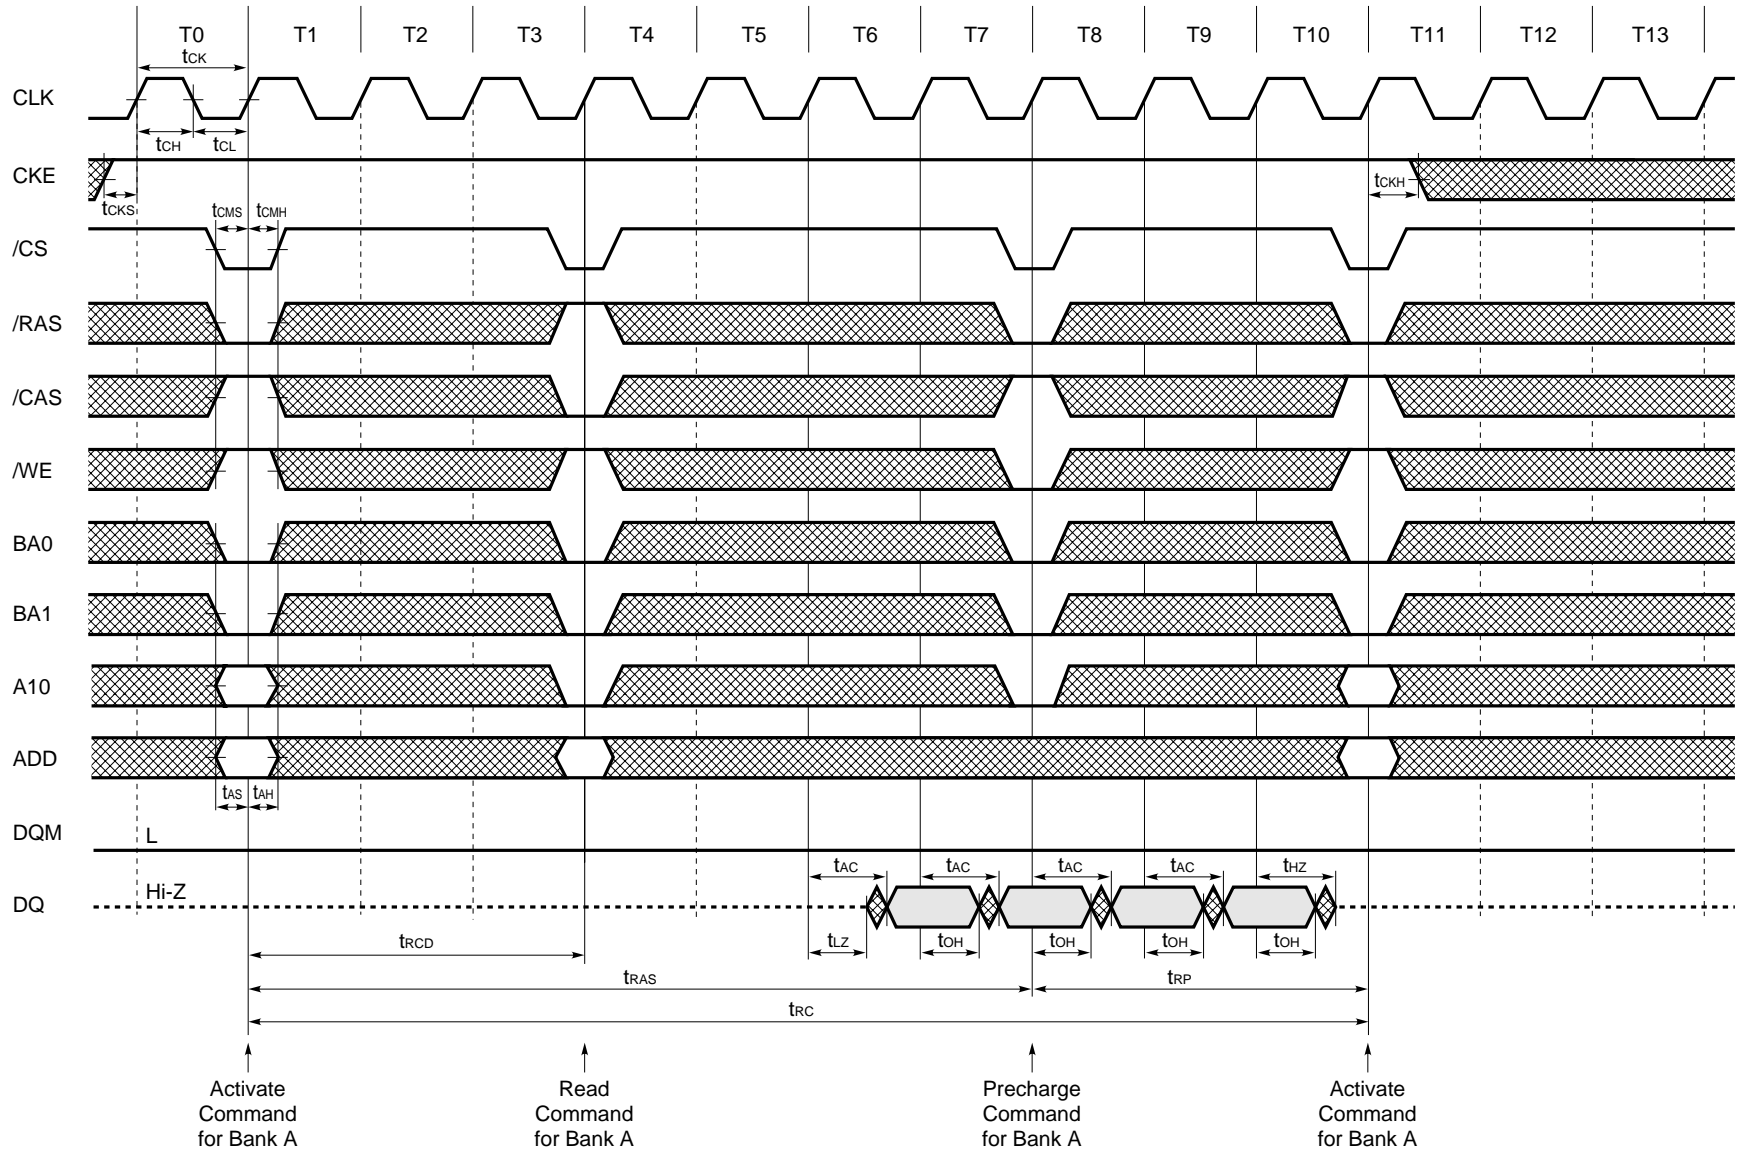 T0 T1 T2 T3 T4 T5 T6 T7 T8 T9 T10 T11 T12 T13
tCK
CLK
tCH tCL
CKE
tCKS tCMS tCMH tCKH
/CS
/RAS
/CAS
/WE
BA0
BA1
A10
ADD
tAS tAH
DQM L
tAC tAC tAC tAC tHZ
DQ Hi-Z
tRCD tLZ tOH tOH tOH tOH
tRAS tRP
tRC
Activate
Command
for Bank A
Read
Command
for Bank A
Precharge
Command
for Bank A
Activate
Command
for Bank A